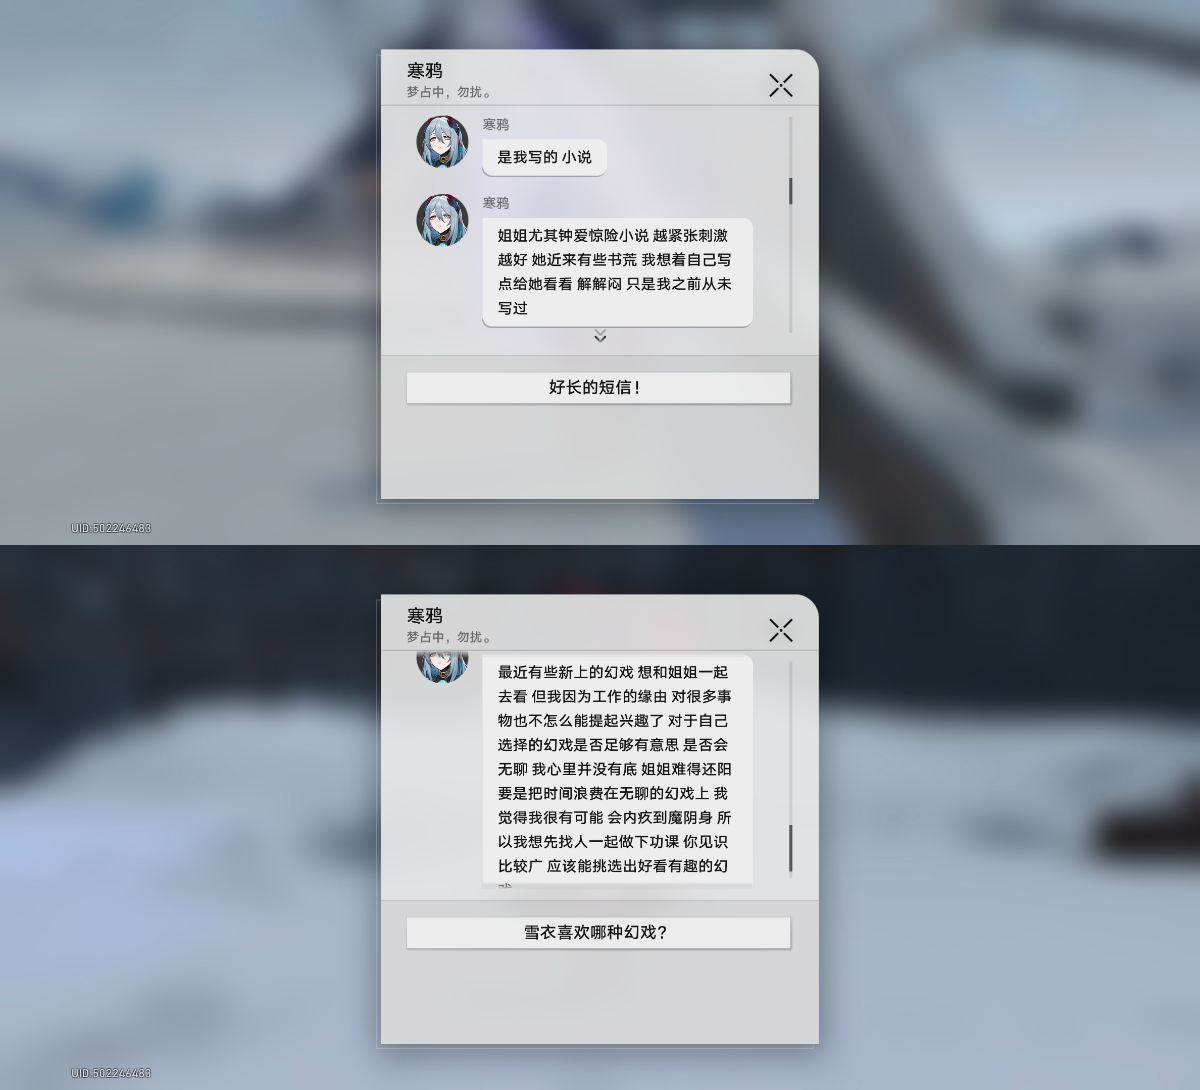 寒鸦
梦占中，勿扰。
寒鸦
是我写的 小说
寒鸦
姐姐尤其钟爱惊险小说 越紧张刺激
越好 她近来有些书荒 我想着自己写
点给她看看 解解闷 只是我之前从未
写过
好长的短信！
UID:502246483
寒鸦
梦占中，勿扰。
最近有些新上的幻戏 想和姐姐一起
去看 但我因为工作的缘由 对很多事
物也不怎么能提起兴趣了 对于自己
选择的幻戏是否足够有意思 是否会
无聊 我心里并没有底 姐姐难得还阳
要是把时间浪费在无聊的幻戏上 我
觉得我很有可能 会内疚到魔阴身 所
以我想先找人一起做下功课 你见识
比较广 应该能挑选出好看有趣的幻
雪衣喜欢哪种幻戏？
UID:502246483